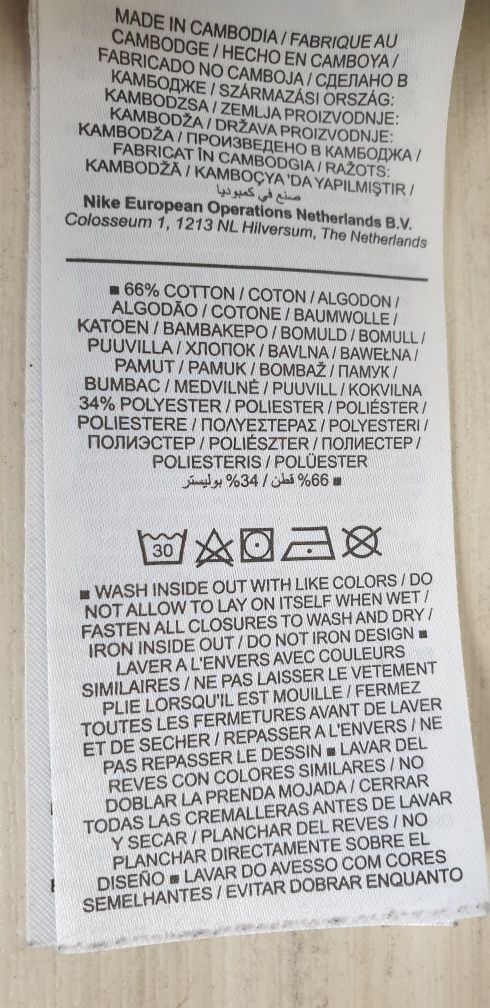 MADE IN CAMBODIA / FABRIQUE AU
CAMBODGE / HECHO EN CAMBOYA /
FABRICADO NO CAMBOJA / СДЕЛАНО В
КАМБОДЖЕ / SZÁRMAZÁSI ORSZÁG:
KAMBODZSA / ZEMLJA PROIZVODNJE:
KAMBODŽA / DRŽAVA PROIZVODNJE:
KAMBODŽA / ПРОИЗВЕДЕНО В КАМБОДЖА /
FABRICAT ÎN CAMBODGIA / RAŽOTS:
KAMBODŽĀ / KAMBOÇYA 'DA YAPILMIŞTIR /
صنع في كمبوديا
Nike European Operations Netherlands B.V.
Colosseum 1, 1213 NL Hilversum, The Netherlands
■ 66% COTTON / COTON / ALGODON /
ALGODÃO / COTONE / BAUMWOLLE /
KATOEN / ΒΑΜΒΑΚΕΡΟ / BOMULD / BOMULL /
PUUVILLA / ХЛОПОК / BAVLNA / BAWEŁNA /
PAMUT / PAMUK / BOMBAŽ / ПАМУК /
BUMBAC / MEDVILNĖ / PUUVILL / KOKVILNA
34% POLYESTER / POLIESTER / POLIÉSTER /
POLIESTERE / ΠΟΛΥΕΣΤΕΡΑΣ / POLYESTERI /
ПОЛИЭСТЕР / POLIÉSZTER / ПОЛИЕСТЕР /
POLIESTERIS / POLÜESTER
■ 66% قطن / 34% بوليستر
30
■ WASH INSIDE OUT WITH LIKE COLORS / DO
NOT ALLOW TO LAY ON ITSELF WHEN WET /
FASTEN ALL CLOSURES TO WASH AND DRY /
IRON INSIDE OUT / DO NOT IRON DESIGN ■
LAVER A L'ENVERS AVEC COULEURS
SIMILAIRES / NE PAS LAISSER LE VETEMENT
PLIE LORSQU'IL EST MOUILLE / FERMEZ
TOUTES LES FERMETURES AVANT DE LAVER
ET DE SECHER / REPASSER A L'ENVERS / NE
PAS REPASSER LE DESSIN ■ LAVAR DEL
REVES CON COLORES SIMILARES / NO
DOBLAR LA PRENDA MOJADA / CERRAR
TODAS LAS CREMALLERAS ANTES DE LAVAR
Y SECAR / PLANCHAR DEL REVES / NO
PLANCHAR DIRECTAMENTE SOBRE EL
DISEÑO ■ LAVAR DO AVESSO COM CORES
SEMELHANTES / EVITAR DOBRAR ENQUANTO